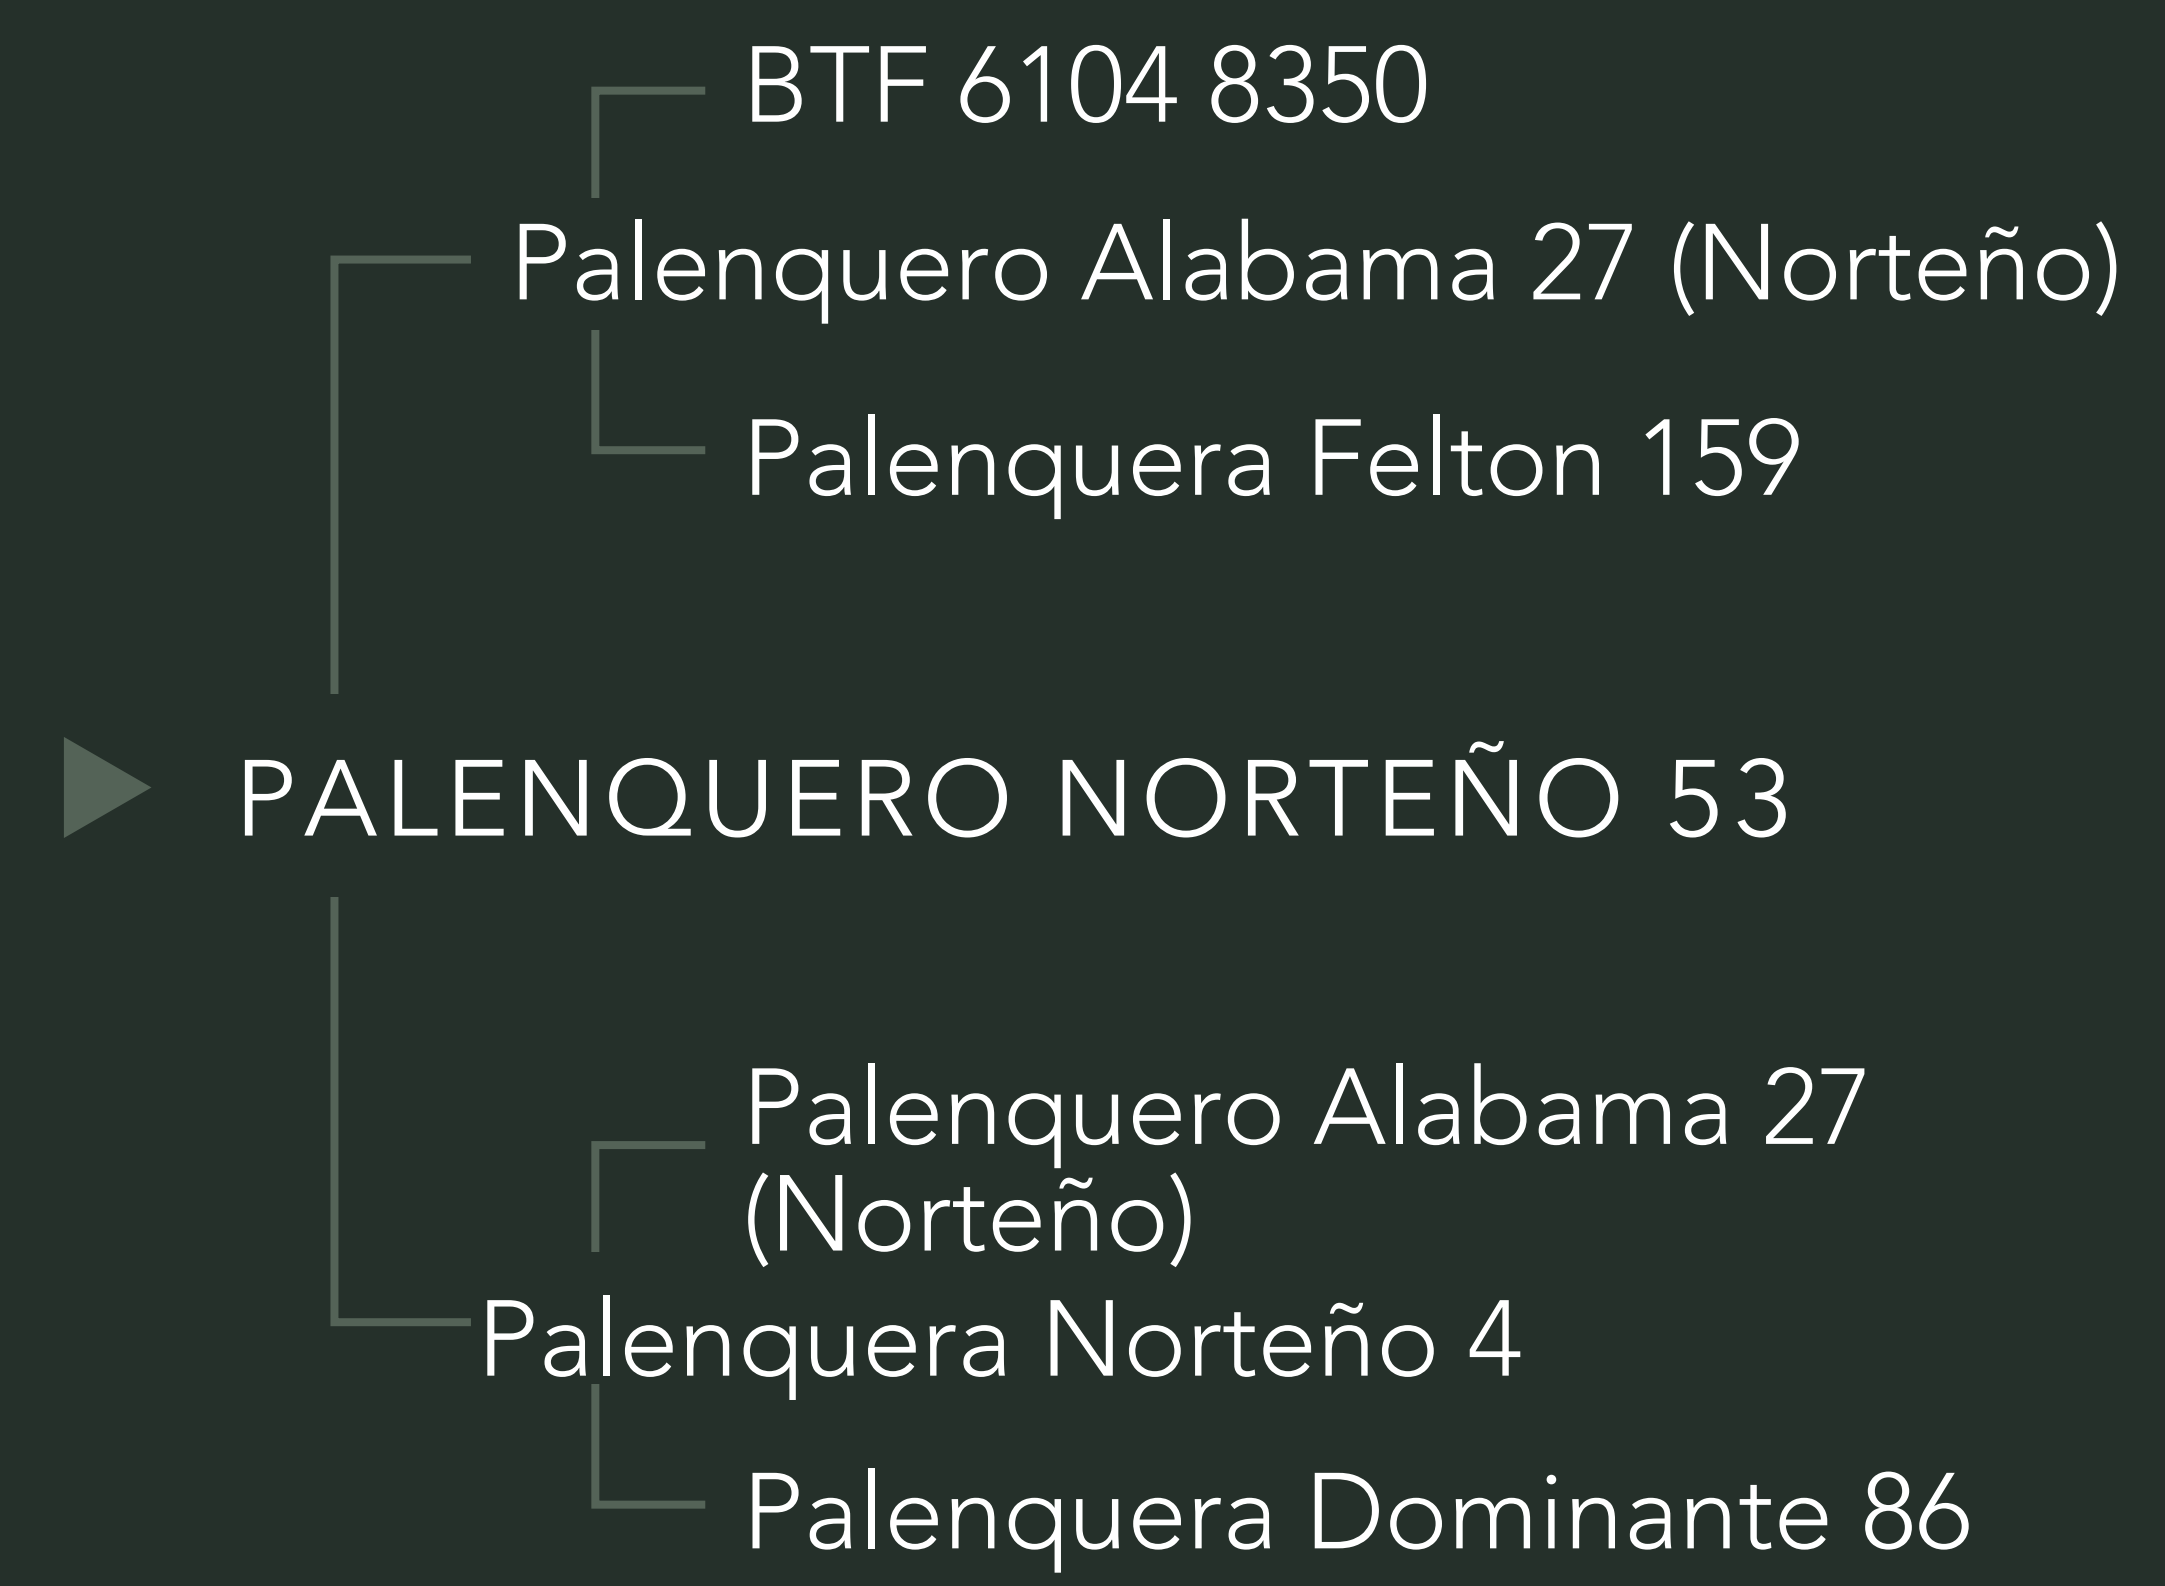 BTF 6104 8350
Palenquero Alabama 27 (Norteño)
Palenquera Felton 159
PALENQUERO NORTEÑO 53
Palenquero Alabama 27
(Norteño)
Palenquera Norteño 4
Palenquera Dominante 86